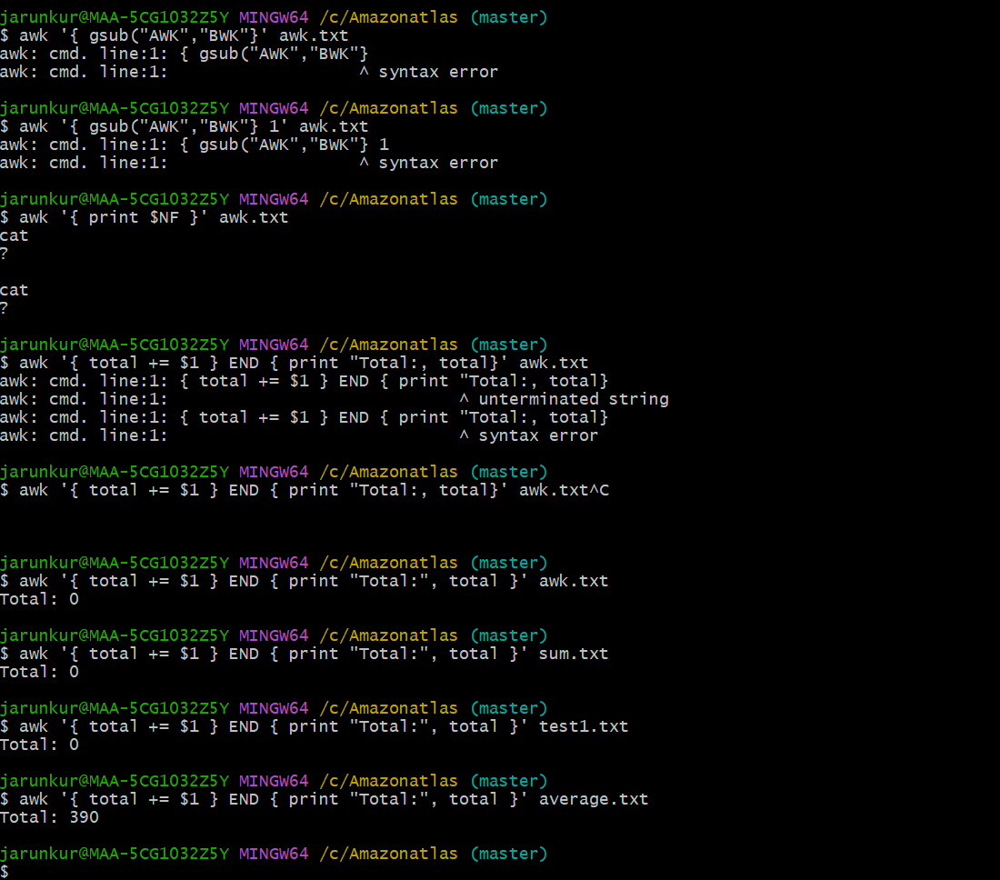 jarunkur@MAA-5CG1032Z5Y MINGW64 /c/Amazonatlas (master)
$ awk '{ gsub("AWK","BWK"}' awk.txt
awk: cmd. line:1: { gsub("AWK","BWK"}
awk: cmd. line:1:                   ^ syntax error

jarunkur@MAA-5CG1032Z5Y MINGW64 /c/Amazonatlas (master)
$ awk '{ gsub("AWK","BWK"} 1' awk.txt
awk: cmd. line:1: { gsub("AWK","BWK"} 1
awk: cmd. line:1:                   ^ syntax error

jarunkur@MAA-5CG1032Z5Y MINGW64 /c/Amazonatlas (master)
$ awk '{ print $NF }' awk.txt
cat
?

cat
?

jarunkur@MAA-5CG1032Z5Y MINGW64 /c/Amazonatlas (master)
$ awk '{ total += $1 } END { print "Total:, total}' awk.txt
awk: cmd. line:1: { total += $1 } END { print "Total:, total}
awk: cmd. line:1:                             ^ unterminated string
awk: cmd. line:1: { total += $1 } END { print "Total:, total}
awk: cmd. line:1:                             ^ syntax error

jarunkur@MAA-5CG1032Z5Y MINGW64 /c/Amazonatlas (master)
$ awk '{ total += $1 } END { print "Total:, total}' awk.txt^C

jarunkur@MAA-5CG1032Z5Y MINGW64 /c/Amazonatlas (master)
$ awk '{ total += $1 } END { print "Total:", total }' awk.txt
Total: 0

jarunkur@MAA-5CG1032Z5Y MINGW64 /c/Amazonatlas (master)
$ awk '{ total += $1 } END { print "Total:", total }' sum.txt
Total: 0

jarunkur@MAA-5CG1032Z5Y MINGW64 /c/Amazonatlas (master)
$ awk '{ total += $1 } END { print "Total:", total }' test1.txt
Total: 0

jarunkur@MAA-5CG1032Z5Y MINGW64 /c/Amazonatlas (master)
$ awk '{ total += $1 } END { print "Total:", total }' average.txt
Total: 390

jarunkur@MAA-5CG1032Z5Y MINGW64 /c/Amazonatlas (master)
$